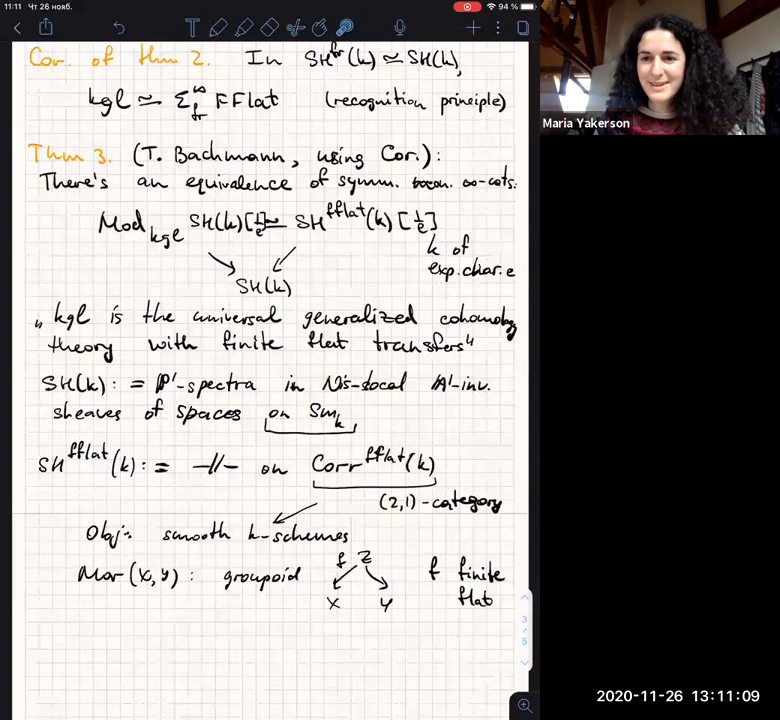 11:11 Чт 26 нояб.
94 %
Cor. of thm 2. In SH^fr(k) ≃ SH(k),
kgl ≃ Σ^∞_fr FFlat (recognition principle)
Thm 3. (T. Bachmann, using Cor.):
There's an equivalence of symm. mon. ∞-cats.
Mod_kgl SH(k)[1/e] ≃ SH^fflat(k)[1/e]
k of
exp. char. e
SH(k)
„kgl is the universal generalized cohomology
theory with finite flat transfers“
SH(k) := P¹-spectra in Nis-local A¹-inv.
sheaves of spaces on Sm_k
SH^fflat(k) := —//— on Corr^fflat(k)
(2,1)-category
Obj: smooth k-schemes
Mor(X,Y): groupoid f Z f finite
X Y flat
3
/
5
Maria Yakerson
2020-11-26 13:11:09